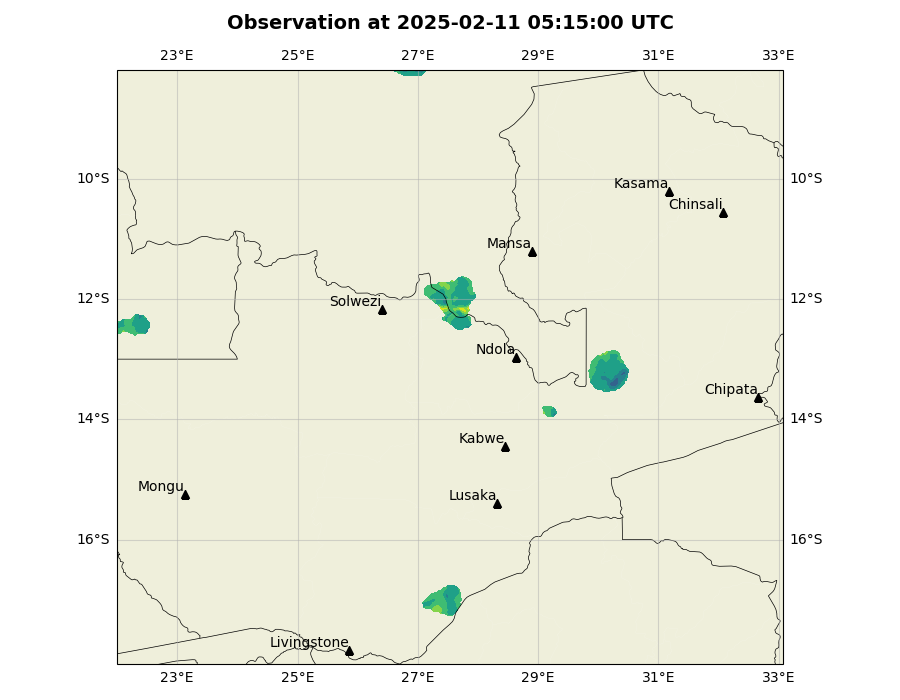 Observation at 2025-02-11 05:15:00 UTC
23°E 25°E 27°E 29°E 31°E 33°E
10°S 10°S
Kasama
Chinsali
Mansa
12°S 12°S
Solwezi
Ndola
Chipata
14°S 14°S
Kabwe
Mongu
Lusaka
16°S 16°S
Livingstone
23°E 25°E 27°E 29°E 31°E 33°E